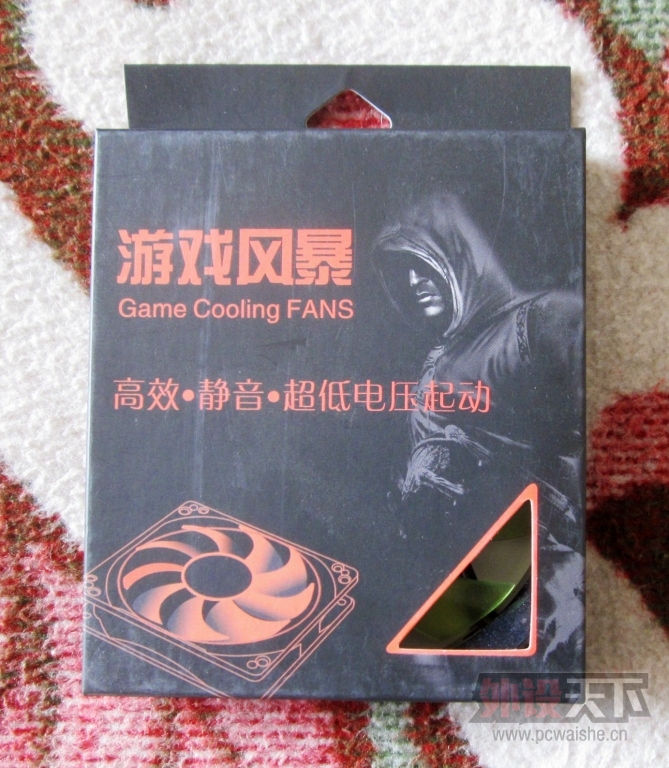 游戏风暴
Game Cooling FANS
高效•静音•超低电压起动
外设天下
www.pcwaishe.cn